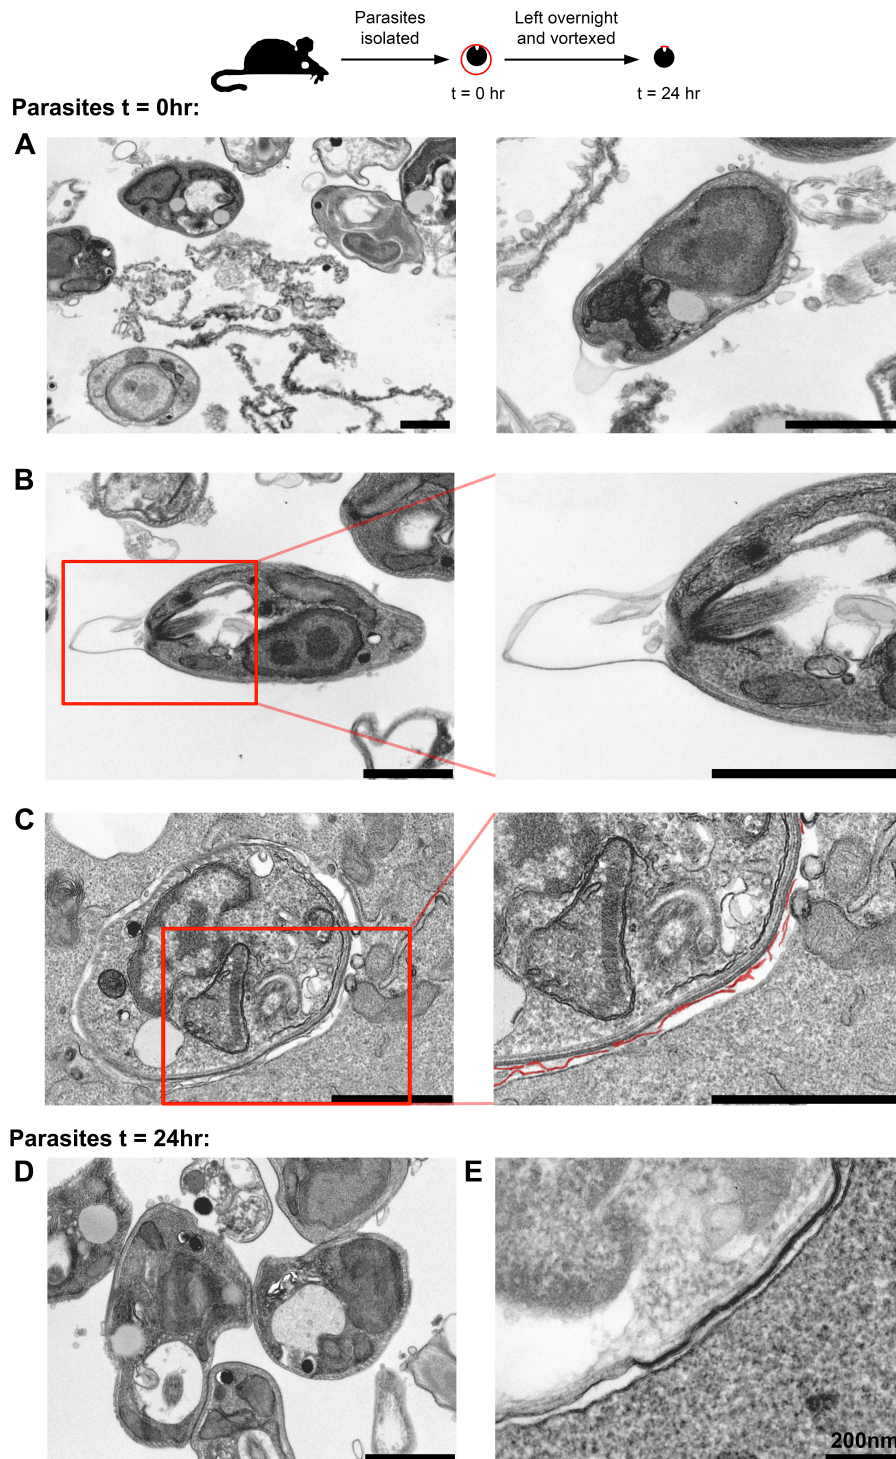 Parasites
isolated
Left overnight
and vortexed
t = 0 hr
t = 24 hr
Parasites t = 0hr:
A
B
C
Parasites t = 24hr:
D
E
200nm